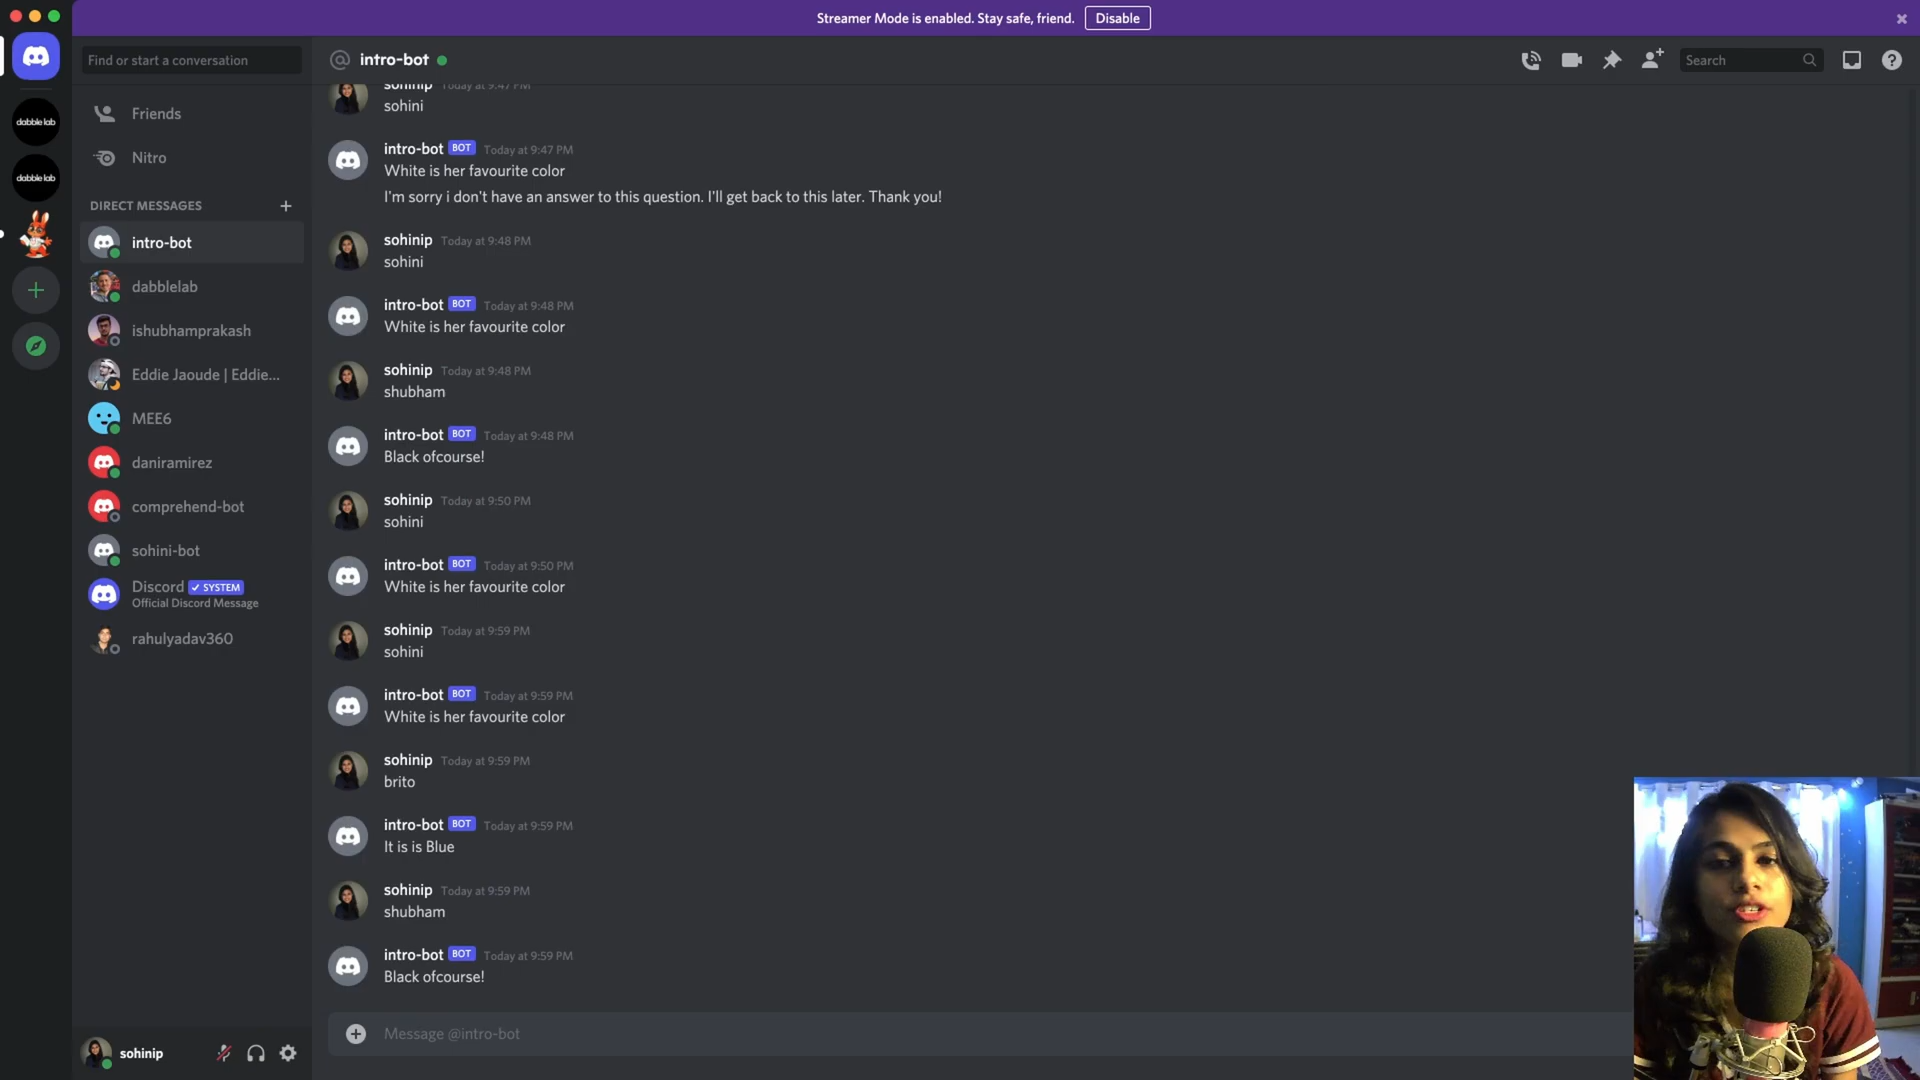 Streamer Mode is enabled. Stay safe, friend. Disable
Find or start a conversation
intro-bot
Search
dabble lab
dabble lab
Friends
Nitro
DIRECT MESSAGES
intro-bot
dabblelab
ishubhamprakash
Eddie Jaoude | Eddie...
MEE6
daniramirez
comprehend-bot
sohini-bot
Discord SYSTEM
Official Discord Message
rahulyadav360
sohinip
sohinip Today at 9:47 PM
sohini
intro-bot BOT Today at 9:47 PM
White is her favourite color
I'm sorry i don't have an answer to this question. I'll get back to this later. Thank you!
sohinip Today at 9:48 PM
sohini
intro-bot BOT Today at 9:48 PM
White is her favourite color
sohinip Today at 9:48 PM
shubham
intro-bot BOT Today at 9:48 PM
Black ofcourse!
sohinip Today at 9:50 PM
sohini
intro-bot BOT Today at 9:50 PM
White is her favourite color
sohinip Today at 9:59 PM
sohini
intro-bot BOT Today at 9:59 PM
White is her favourite color
sohinip Today at 9:59 PM
brito
intro-bot BOT Today at 9:59 PM
It is is Blue
sohinip Today at 9:59 PM
shubham
intro-bot BOT Today at 9:59 PM
Black ofcourse!
Message @intro-bot